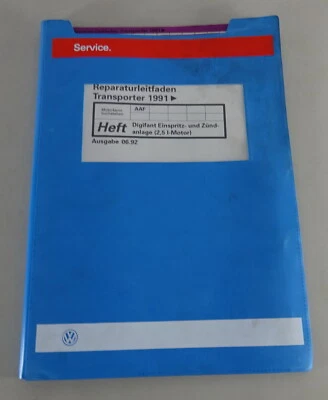 Service.
Reparaturleitfaden
Transporter 1991 ►
AAF
Heft
Digifant Einspritz- und Zünd-
anlage (2,5 l-Motor)
Ausgabe 06.92